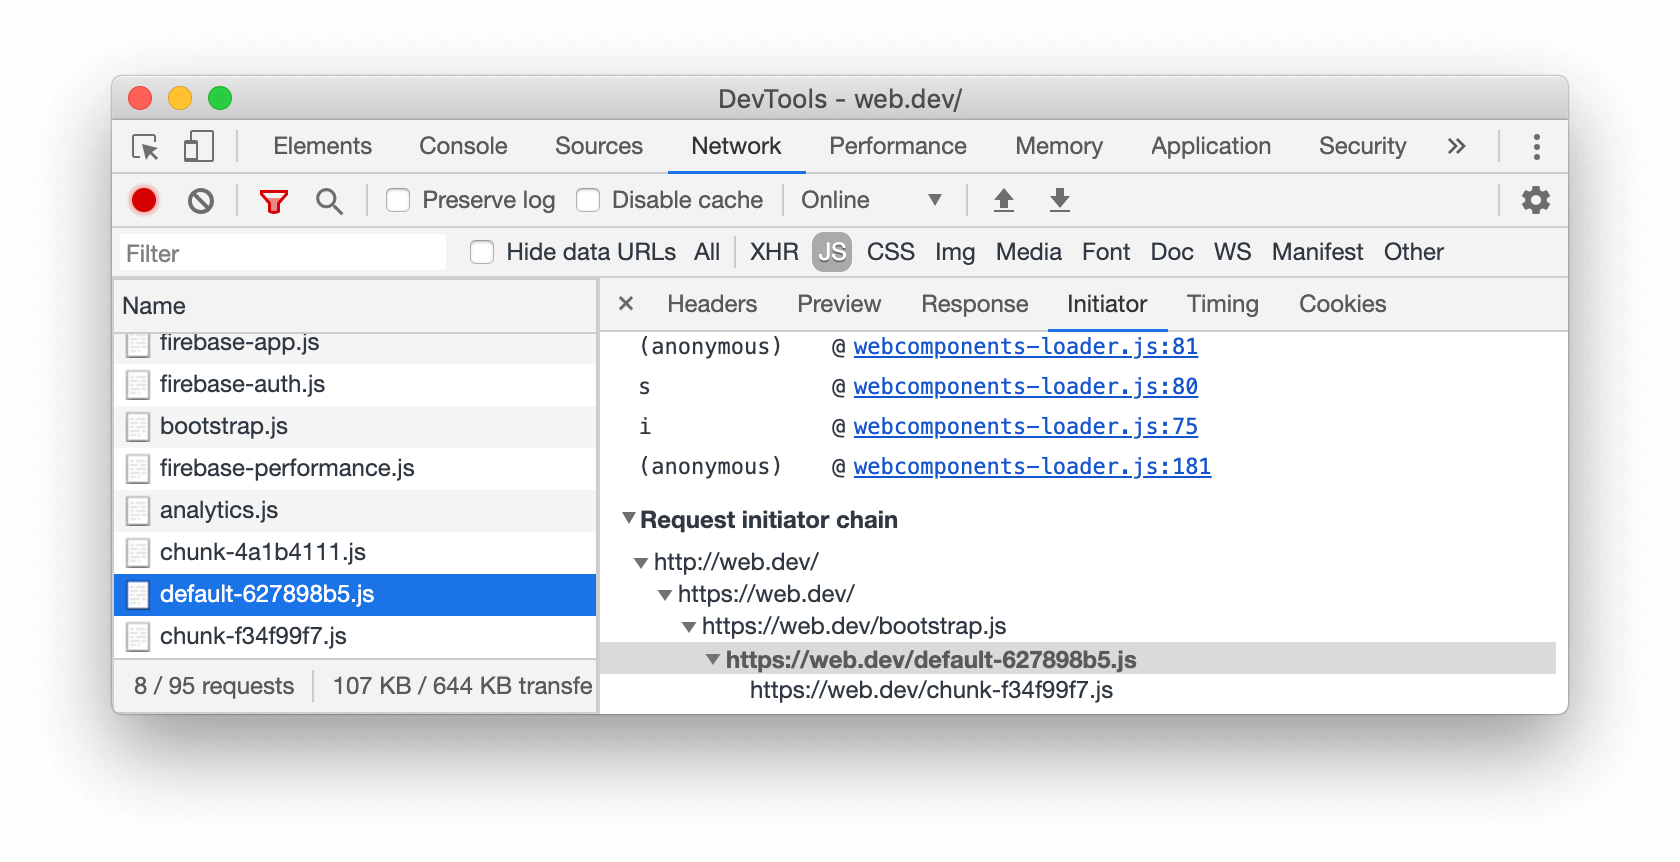 DevTools - web.dev/
Elements Console Sources Network Performance Memory Application Security »
Preserve log Disable cache Online
Filter Hide data URLs All XHR JS CSS Img Media Font Doc WS Manifest Other
Name
× Headers Preview Response Initiator Timing Cookies
firebase-app.js
firebase-auth.js
bootstrap.js
firebase-performance.js
analytics.js
chunk-4a1b4111.js
default-627898b5.js
chunk-f34f99f7.js
8 / 95 requests 107 KB / 644 KB transfe
(anonymous) @ webcomponents-loader.js:81
s @ webcomponents-loader.js:80
i @ webcomponents-loader.js:75
(anonymous) @ webcomponents-loader.js:181
Request initiator chain
http://web.dev/
https://web.dev/
https://web.dev/bootstrap.js
https://web.dev/default-627898b5.js
https://web.dev/chunk-f34f99f7.js